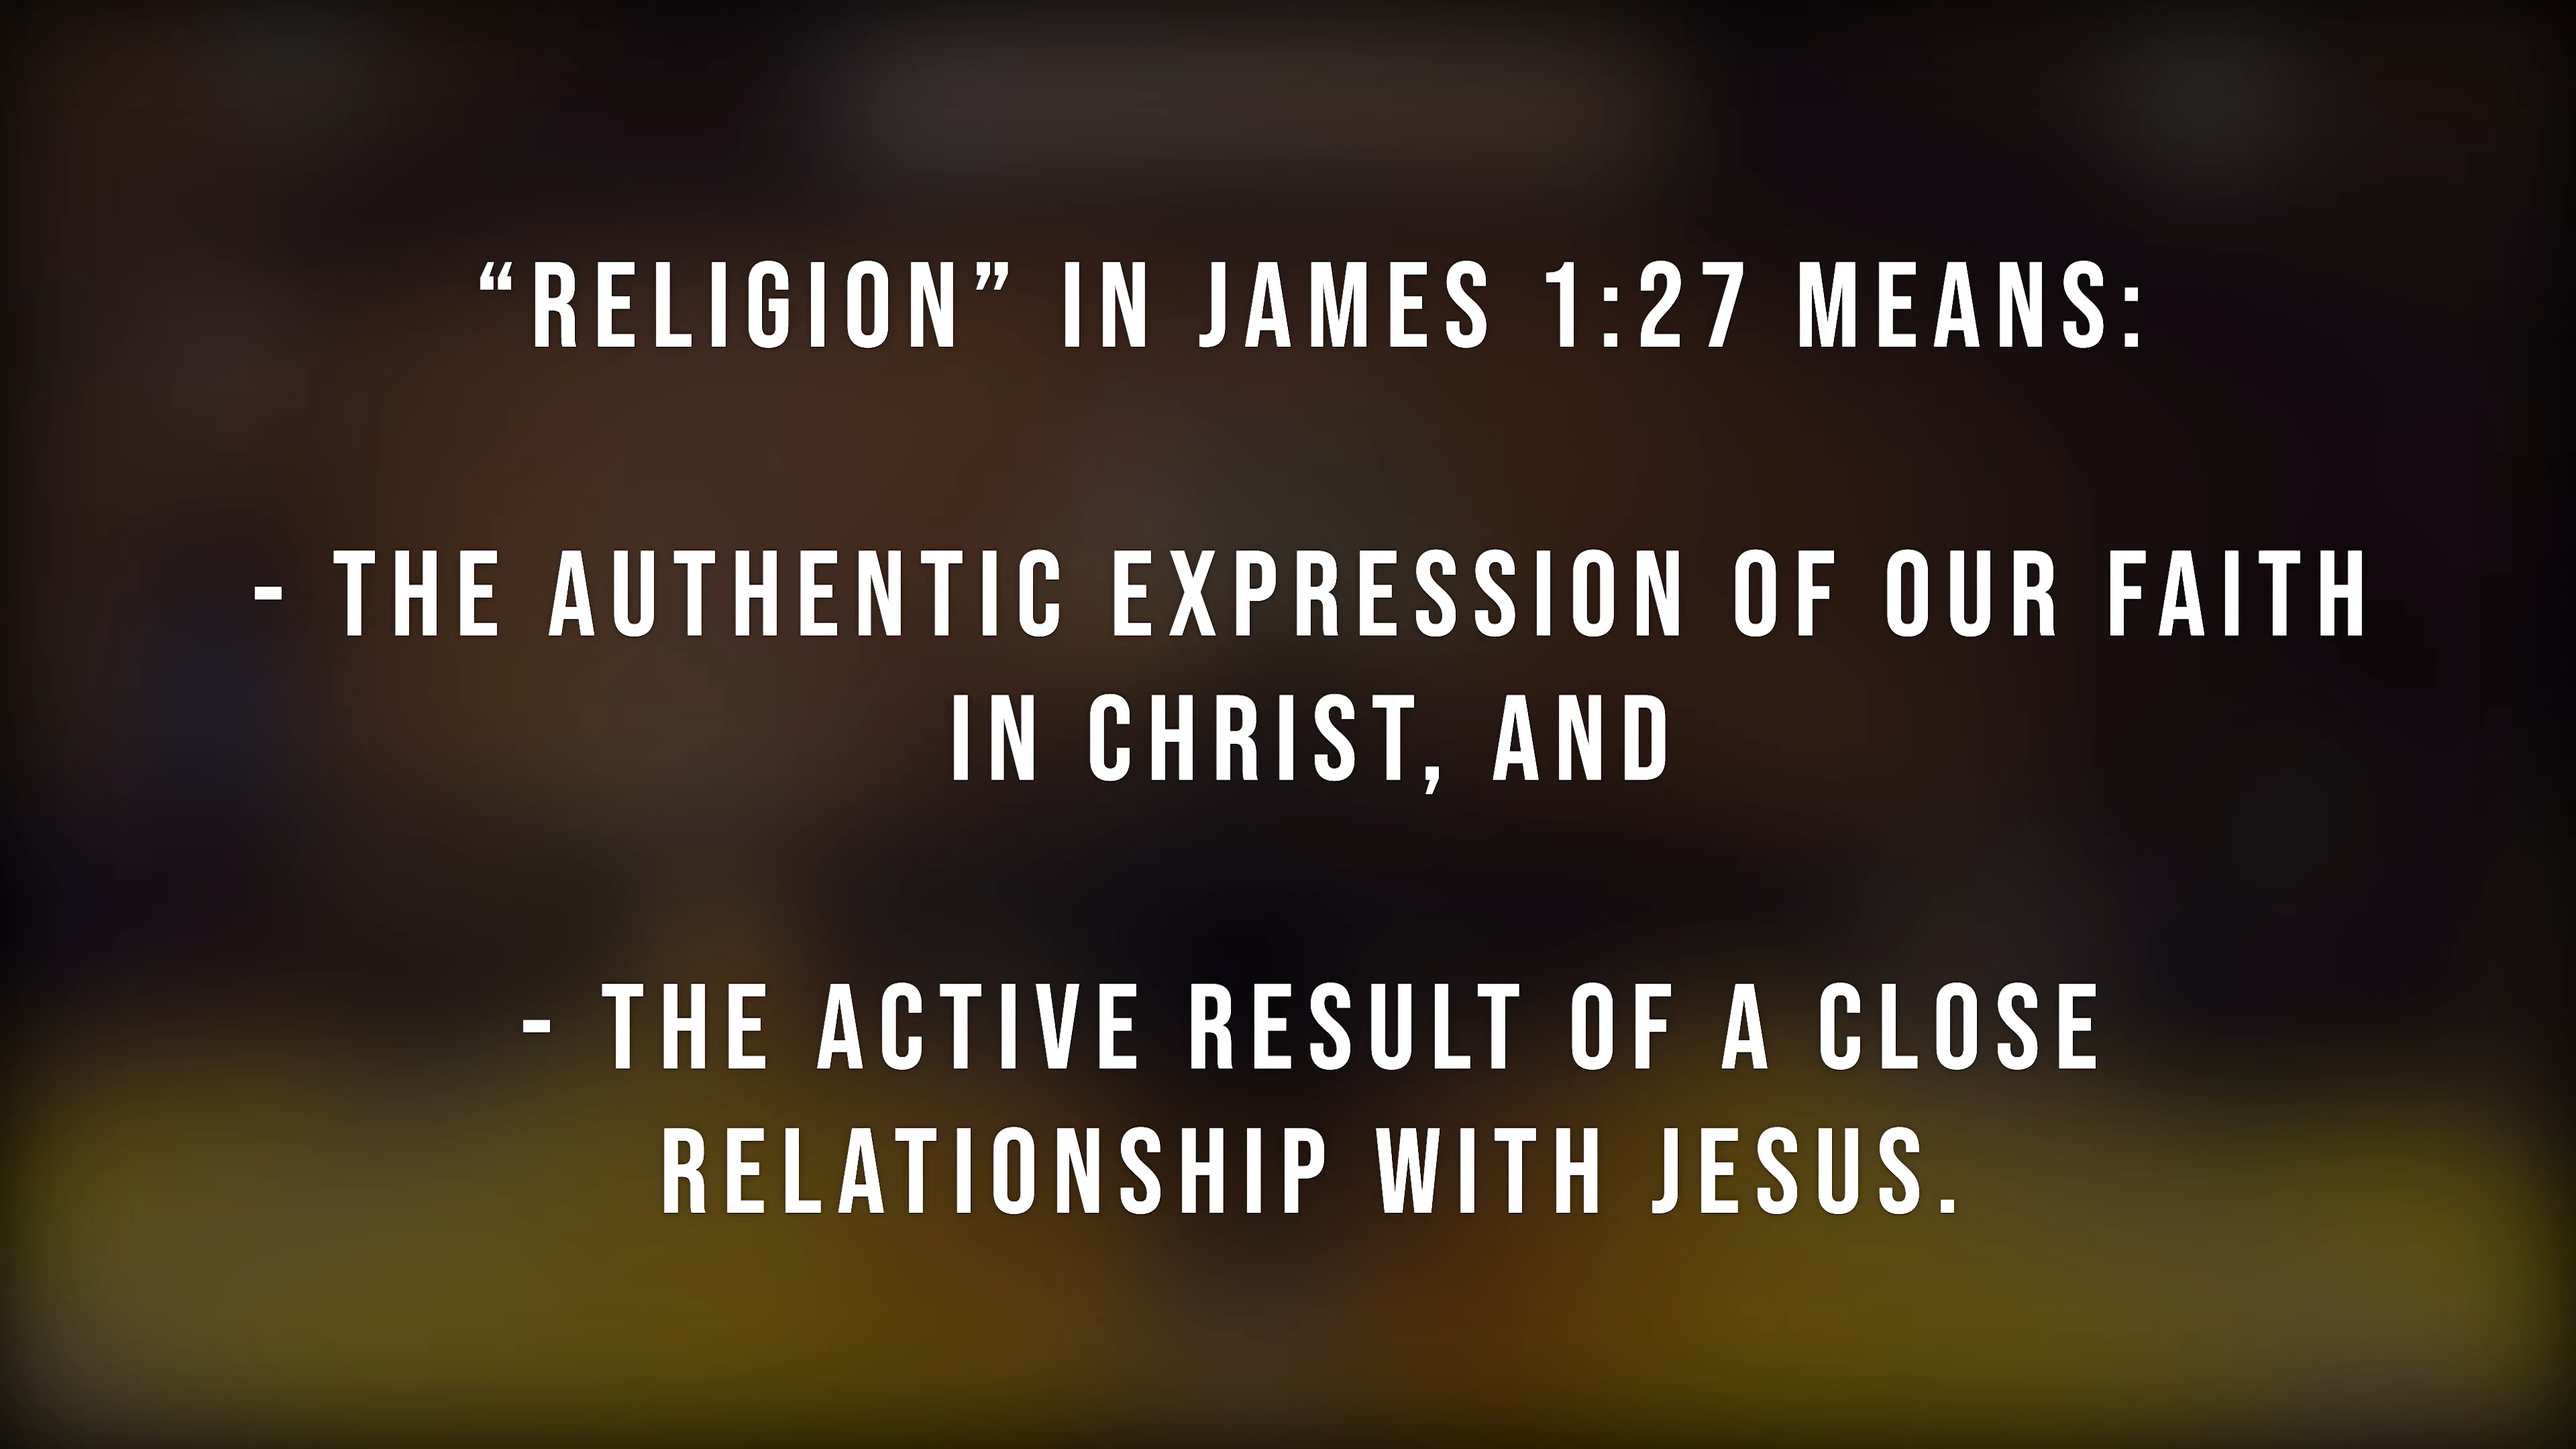 “RELIGION” IN JAMES 1:27 MEANS:
- THE AUTHENTIC EXPRESSION OF OUR FAITH
IN CHRIST, AND
- THE ACTIVE RESULT OF A CLOSE
RELATIONSHIP WITH JESUS.